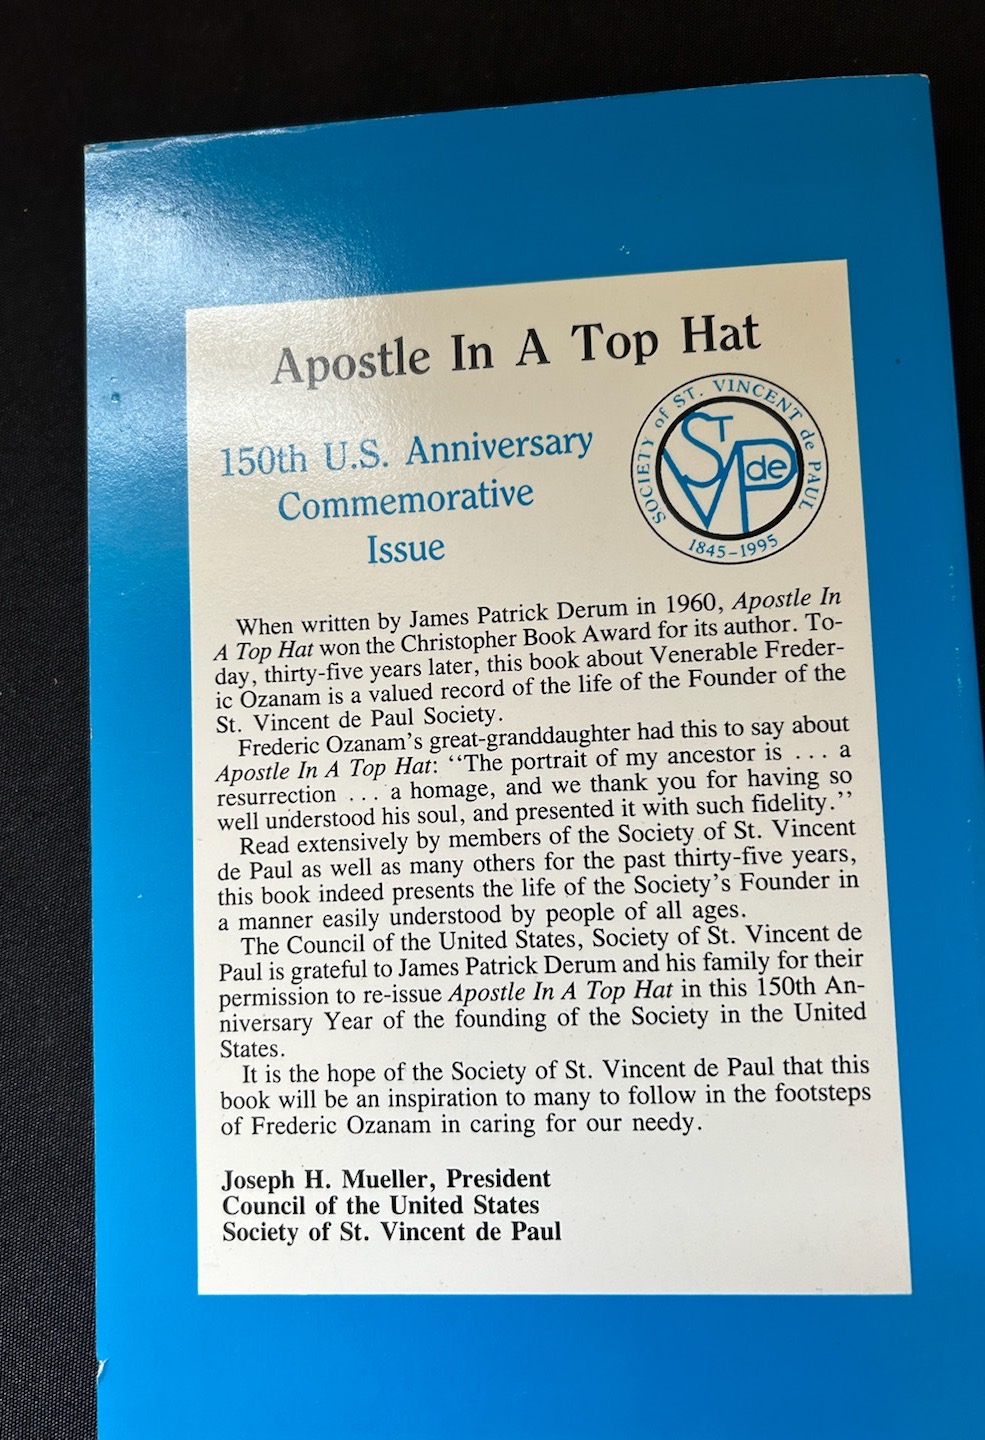 Apostle In A Top Hat
150th U.S. Anniversary
Commemorative
Issue
SOCIETY of ST. VINCENT de PAUL
ST
V P de
1845–1995
When written by James Patrick Derum in 1960, Apostle In
A Top Hat won the Christopher Book Award for its author. To-
day, thirty-five years later, this book about Venerable Freder-
ic Ozanam is a valued record of the life of the Founder of the
St. Vincent de Paul Society.
Frederic Ozanam's great-granddaughter had this to say about
Apostle In A Top Hat: ‘‘The portrait of my ancestor is . . . a
resurrection . . . a homage, and we thank you for having so
well understood his soul, and presented it with such fidelity.’’
Read extensively by members of the Society of St. Vincent
de Paul as well as many others for the past thirty-five years,
this book indeed presents the life of the Society's Founder in
a manner easily understood by people of all ages.
The Council of the United States, Society of St. Vincent de
Paul is grateful to James Patrick Derum and his family for their
permission to re-issue Apostle In A Top Hat in this 150th An-
niversary Year of the founding of the Society in the United
States.
It is the hope of the Society of St. Vincent de Paul that this
book will be an inspiration to many to follow in the footsteps
of Frederic Ozanam in caring for our needy.
Joseph H. Mueller, President
Council of the United States
Society of St. Vincent de Paul